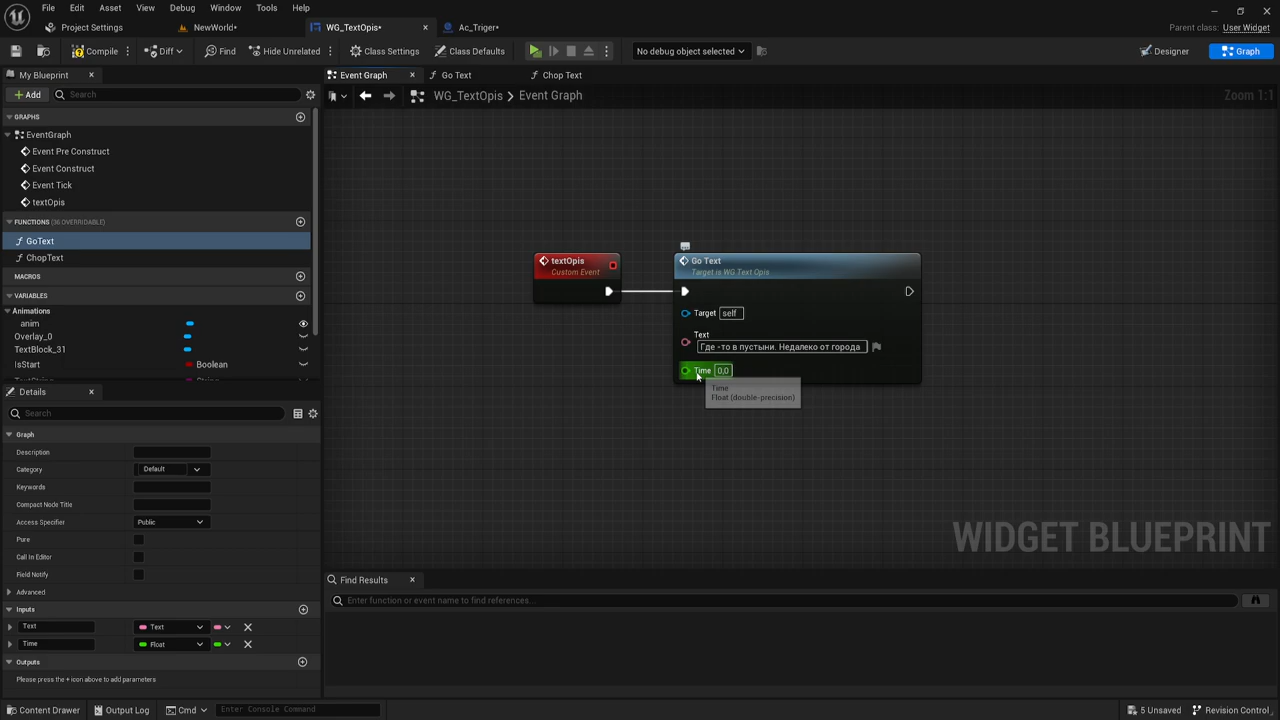 File Edit Asset View Debug Window Tools Help
Project Settings
NewWorld*
WG_TextOpis*
Ac_Triger*
Parent class: User Widget
Compile
Diff
Find
Hide Unrelated
Class Settings
Class Defaults
No debug object selected
Designer
Graph
My Blueprint
Event Graph
Go Text
Chop Text
Add
Search
WG_TextOpis
Event Graph
Zoom 1:1
GRAPHS
EventGraph
Event Pre Construct
Event Construct
Event Tick
textOpis
FUNCTIONS (36 OVERRIDABLE)
GoText
ChopText
MACROS
VARIABLES
Animations
anim
Overlay_0
TextBlock_31
IsStart Boolean
textOpis
Custom Event
Go Text
Target is WG Text Opis
Target self
Text
Где -то в пустыни. Недалеко от города
Time 0,0
Time
Float (double-precision)
WIDGET BLUEPRINT
Details
Search
Graph
Description
Category Default
Keywords
Compact Node Title
Access Specifier Public
Pure
Call In Editor
Field Notify
Advanced
Inputs
Text Text
Time Float
Outputs
Please press the + icon above to add parameters
Find Results
Enter function or event name to find references...
Content Drawer
Output Log
Cmd
Enter Console Command
5 Unsaved
Revision Control